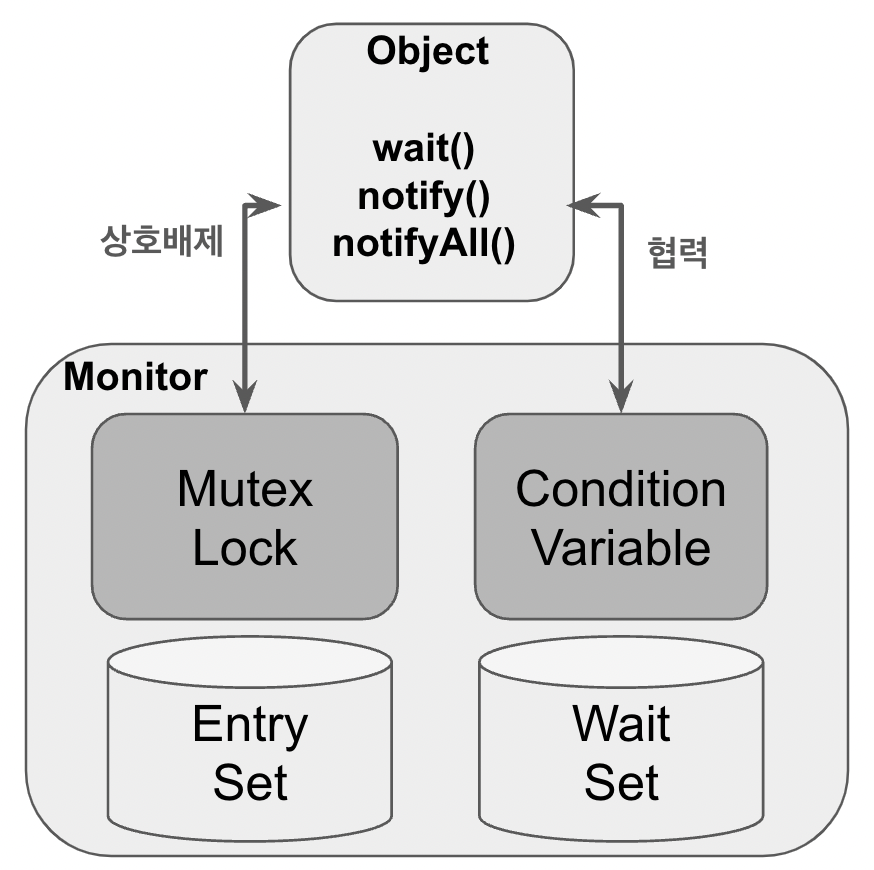 Object
wait()
notify()
notifyAll()
상호배제
협력
Monitor
Mutex
Lock
Condition
Variable
Entry
Set
Wait
Set